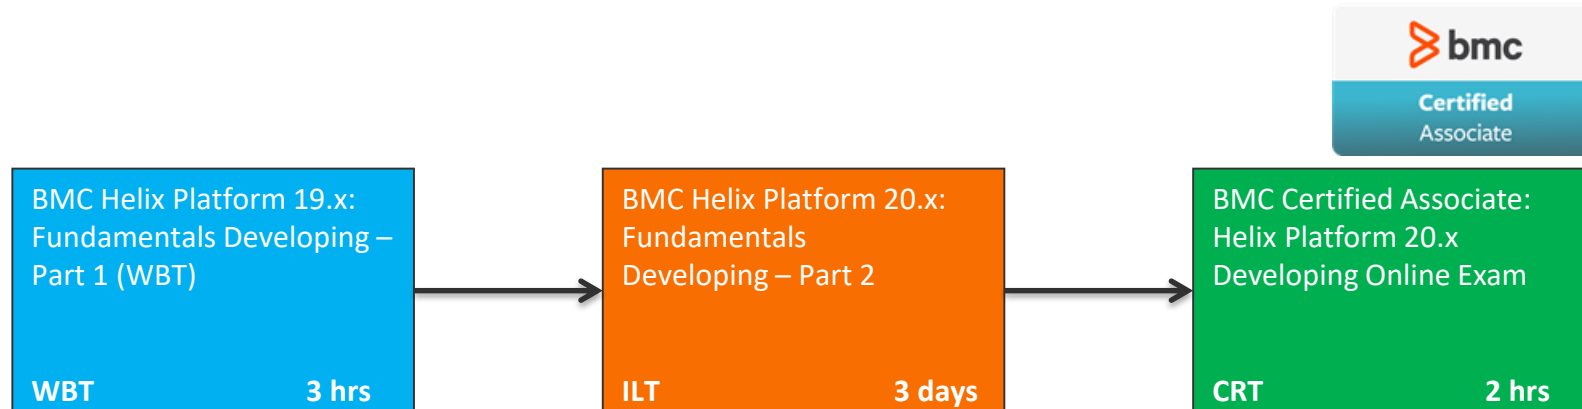 bmc
Certified
Associate
BMC Helix Platform 19.x:
Fundamentals Developing –
Part 1 (WBT)
WBT 3 hrs
BMC Helix Platform 20.x:
Fundamentals
Developing – Part 2
ILT 3 days
BMC Certified Associate:
Helix Platform 20.x
Developing Online Exam
CRT 2 hrs